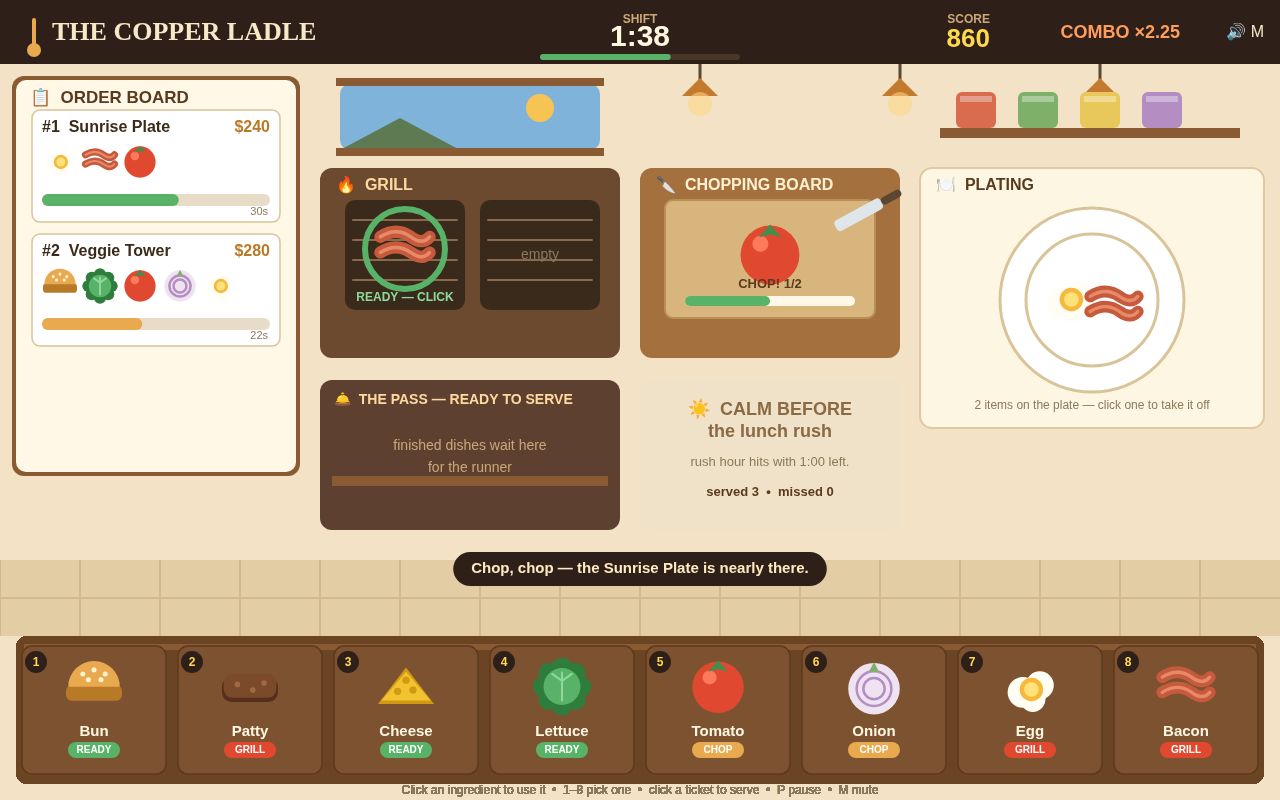 THE COPPER LADLE
SHIFT
1:38
SCORE
860
COMBO ×2.25
M
ORDER BOARD
#1 Sunrise Plate $240
30s
#2 Veggie Tower $280
22s
GRILL
READY — CLICK
empty
CHOPPING BOARD
CHOP! 1/2
PLATING
2 items on the plate — click one to take it off
THE PASS — READY TO SERVE
finished dishes wait here
for the runner
CALM BEFORE
the lunch rush
rush hour hits with 1:00 left.
served 3 • missed 0
Chop, chop — the Sunrise Plate is nearly there.
1
Bun
READY
2
Patty
GRILL
3
Cheese
READY
4
Lettuce
READY
5
Tomato
CHOP
6
Onion
CHOP
7
Egg
GRILL
8
Bacon
GRILL
Click an ingredient to use it • 1–8 pick one • click a ticket to serve • P pause • M mute